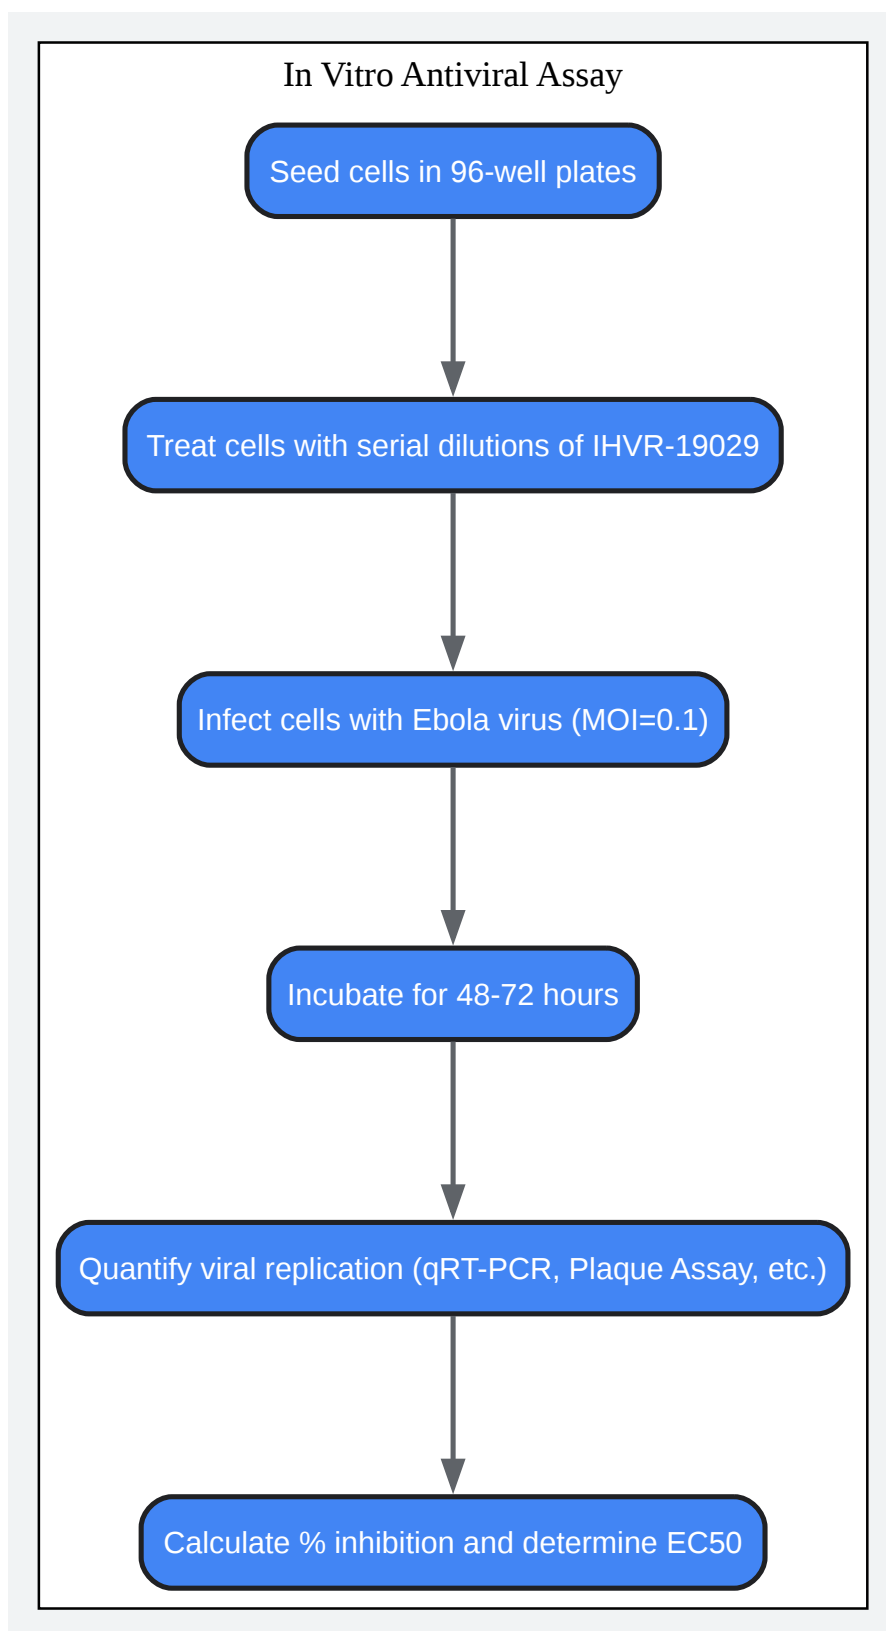 In Vitro Antiviral Assay
Seed cells in 96-well plates
Treat cells with serial dilutions of IHVR-19029
Infect cells with Ebola virus (MOI=0.1)
Incubate for 48-72 hours
Quantify viral replication (qRT-PCR, Plaque Assay, etc.)
Calculate % inhibition and determine EC50